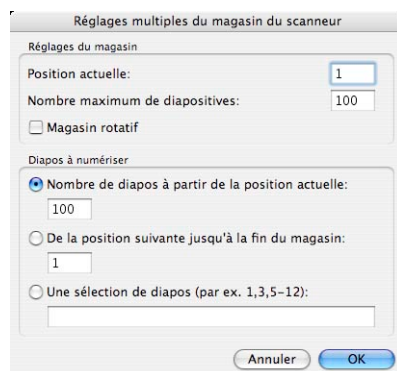 Réglages multiples du magasin du scanneur
Réglages du magasin
Position actuelle: 1
Nombre maximum de diapositives: 100
Magasin rotatif
Diapos à numériser
Nombre de diapos à partir de la position actuelle:
100
De la position suivante jusqu'à la fin du magasin:
1
Une sélection de diapos (par ex. 1,3,5-12):
Annuler OK